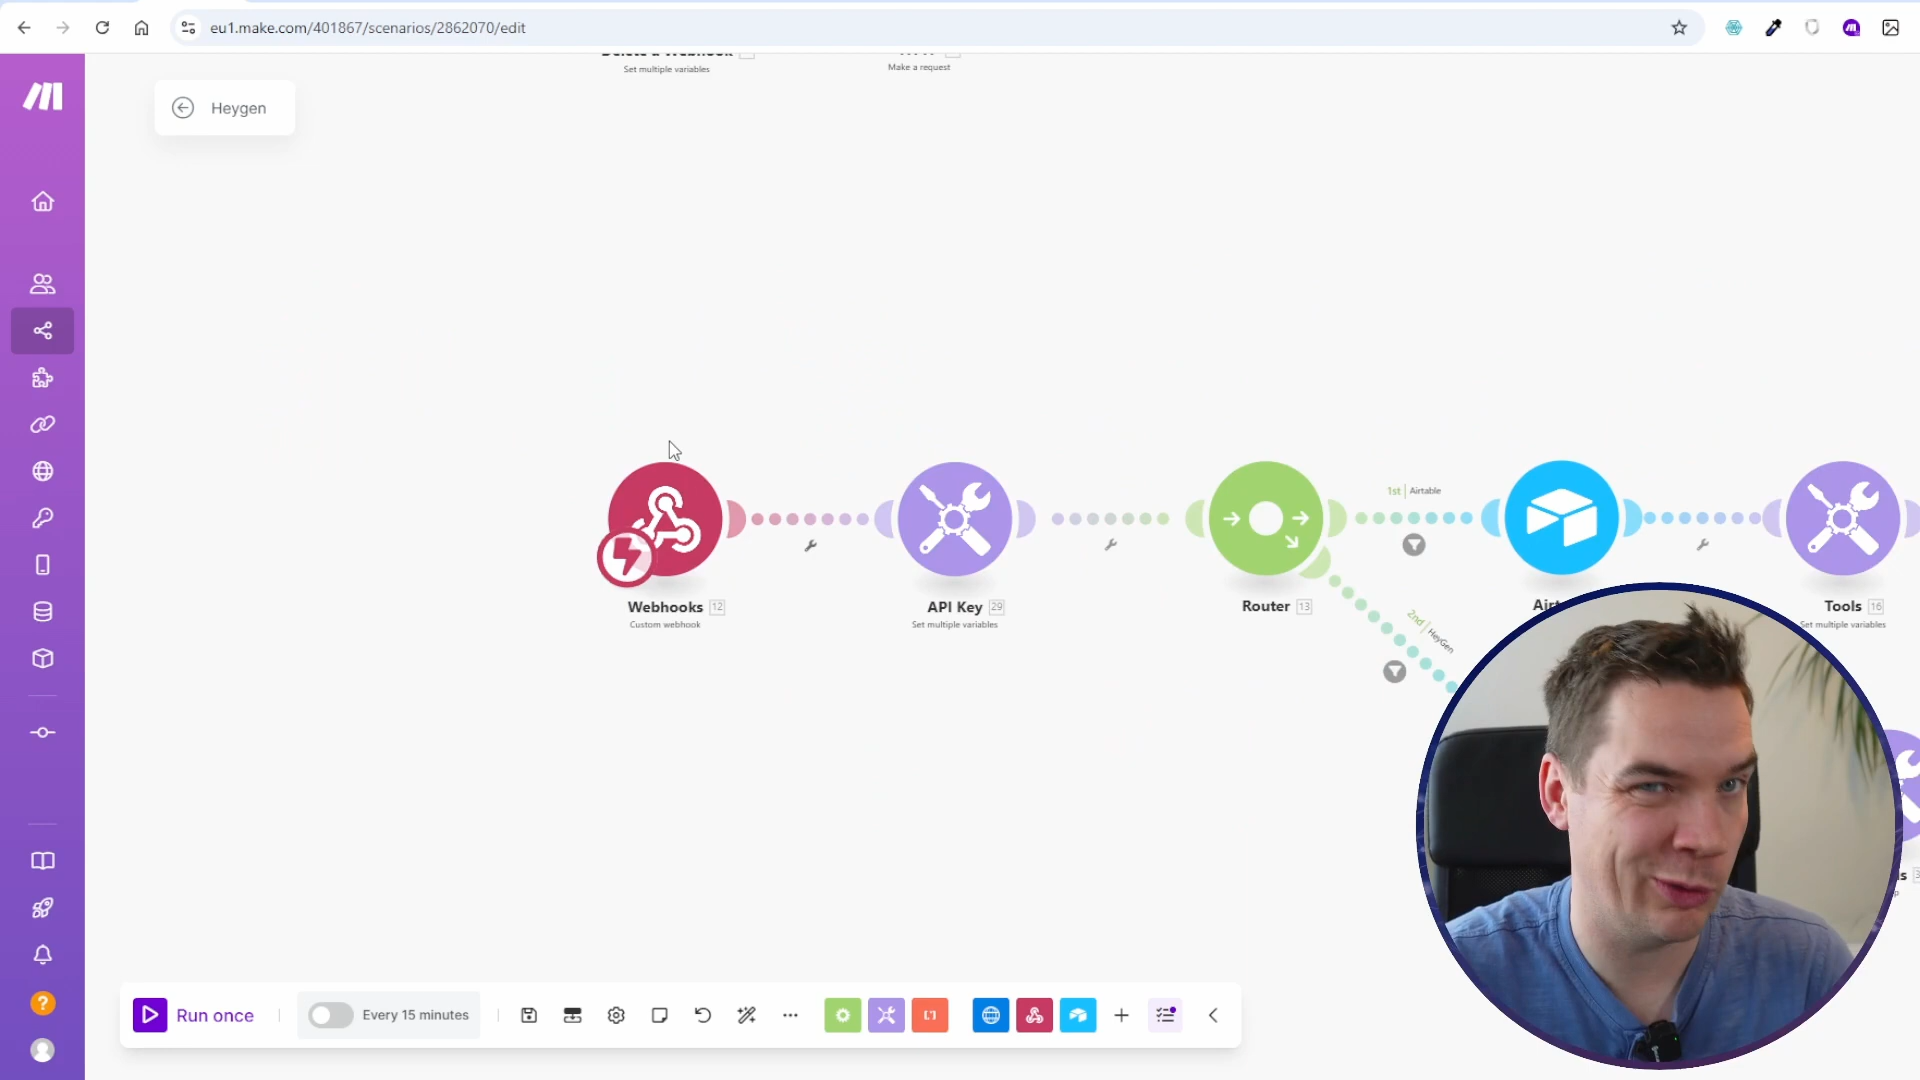 eu1.make.com/401867/scenarios/2862070/edit
Delete a Webhook
Set multiple variables
Make a request
Heygen
1st | Airtable
Webhooks 12
Custom webhook
API Key 29
Set multiple variables
Router 13
Tools 16
Set multiple variables
2nd | HeyGen
Run once
Every 15 minutes
?